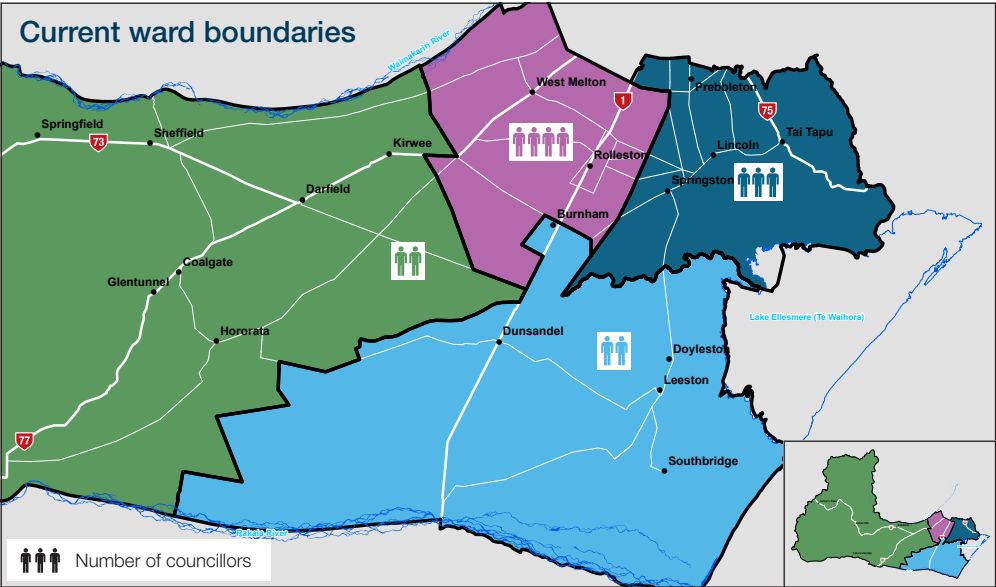 Current ward boundaries
Waimakariri River
West Melton
Prebbleton
1
75
Springfield
73
Sheffield
Tai Tapu
Kirwee
Lincoln
Rolleston
Springston
Darfield
Burnham
Coalgate
Glentunnel
Lake Ellesmere (Te Waihora)
Hororata
Dunsandel
Doyleston
Leeston
77
Southbridge
Rakaia River
Number of councillors